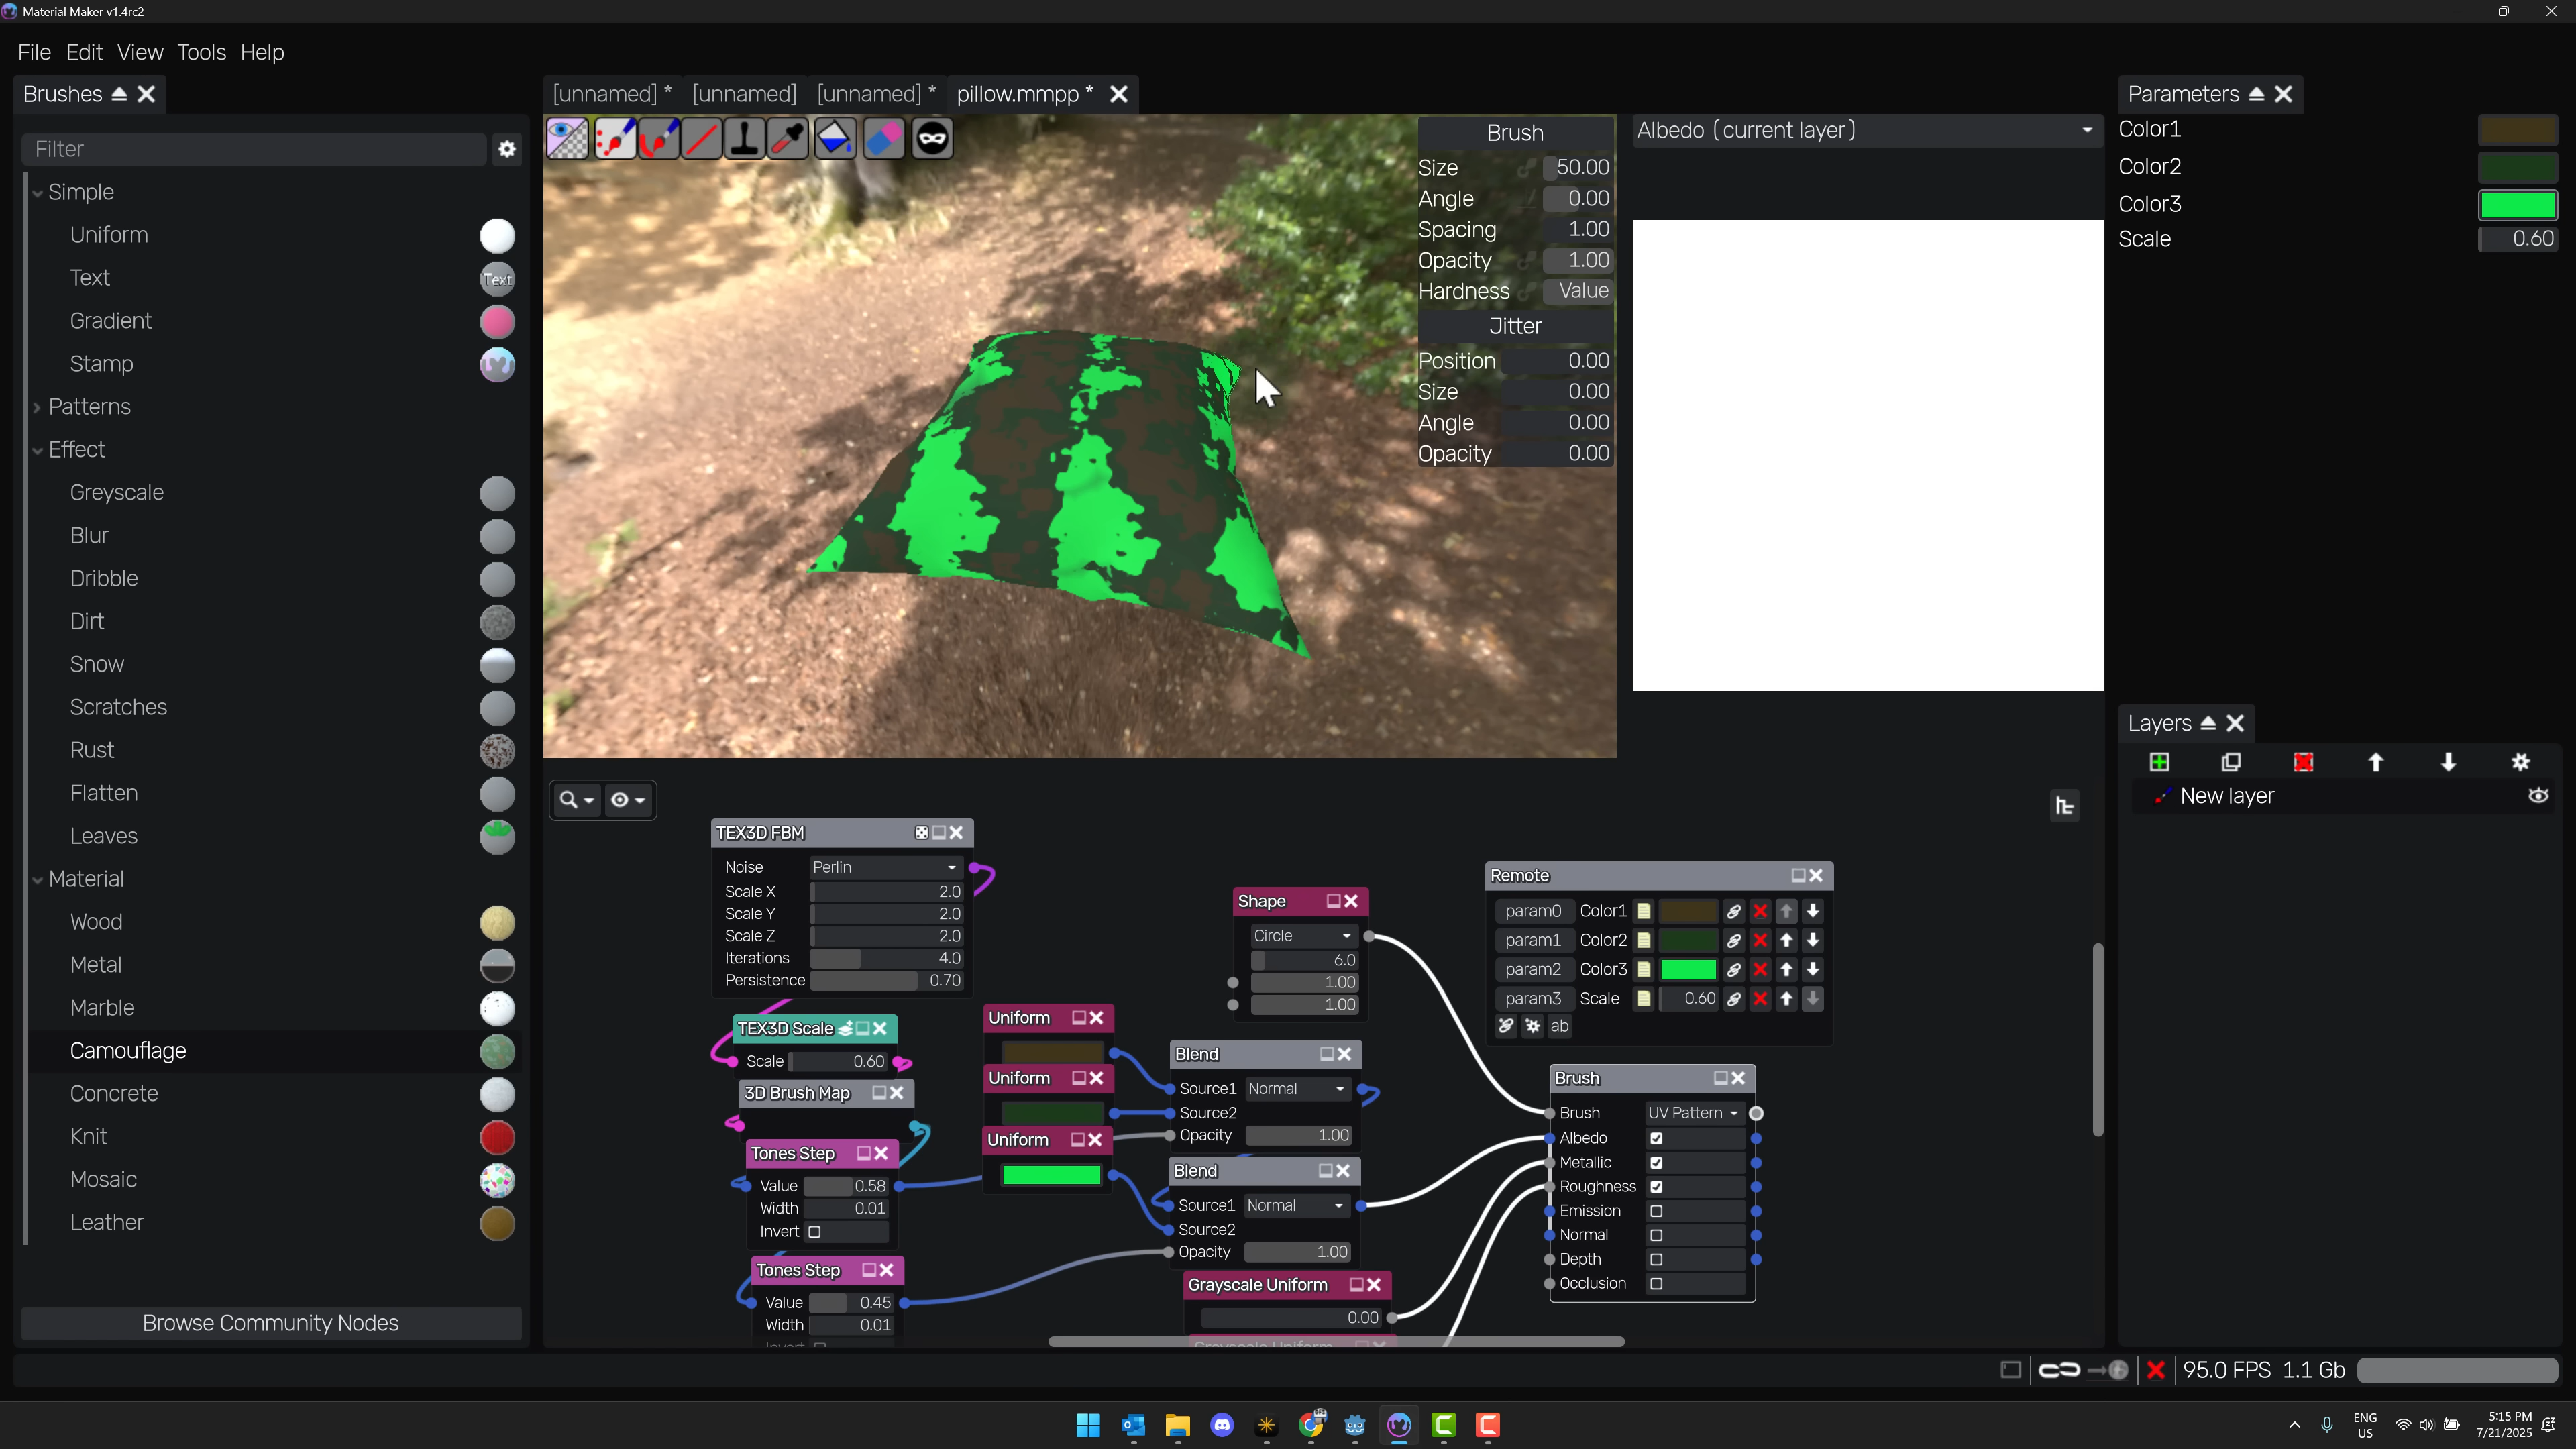 Material Maker v1.4rc2
File Edit View Tools Help
Brushes
[unnamed] *
[unnamed]
[unnamed] *
pillow.mmpp *
Parameters
Filter
Simple
Uniform
Text
Text
Gradient
Stamp
Patterns
Effect
Greyscale
Blur
Dribble
Dirt
Snow
Scratches
Rust
Flatten
Leaves
Material
Wood
Metal
Marble
Camouflage
Concrete
Knit
Mosaic
Leather
Browse Community Nodes
Brush
Size 50.00
Angle 0.00
Spacing 1.00
Opacity 1.00
Hardness Value
Jitter
Position 0.00
Size 0.00
Angle 0.00
Opacity 0.00
Albedo (current layer)
Color1
Color2
Color3
Scale 0.60
Layers
New layer
TEX3D FBM
Noise Perlin
Scale X 2.0
Scale Y 2.0
Scale Z 2.0
Iterations 4.0
Persistence 0.70
TEX3D Scale
Scale 0.60
3D Brush Map
Tones Step
Value 0.58
Width 0.01
Invert
Tones Step
Value 0.45
Width 0.01
Invert
Uniform
Uniform
Uniform
Shape
Circle
6.0
1.00
1.00
Blend
Source1 Normal
Source2
Opacity 1.00
Blend
Source1 Normal
Source2
Opacity 1.00
Grayscale Uniform
0.00
Grayscale Uniform
Remote
param0 Color1
param1 Color2
param2 Color3
param3 Scale 0.60
ab
Brush
Brush UV Pattern
Albedo
Metallic
Roughness
Emission
Normal
Depth
Occlusion
95.0 FPS 1.1 Gb
ENG
US
5:15 PM
7/21/2025